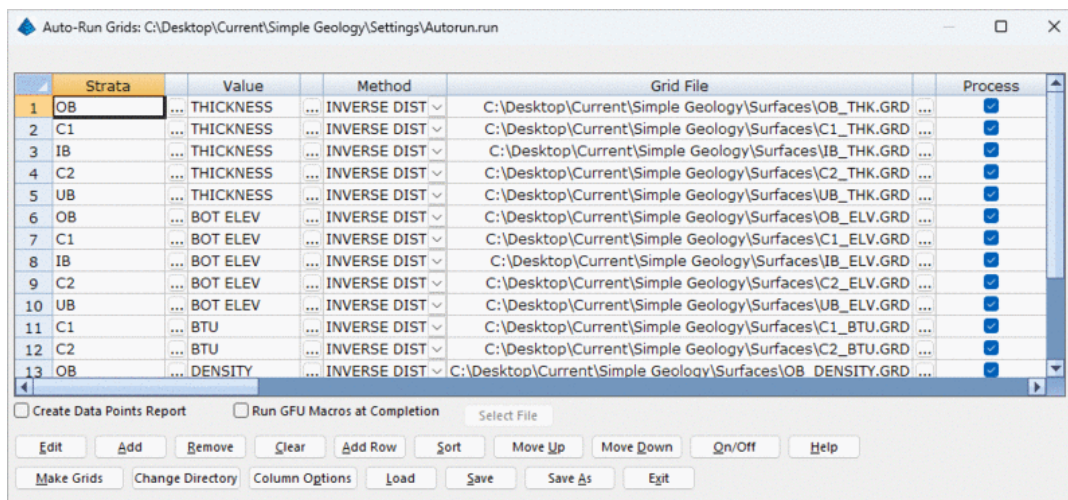 Auto-Run Grids: C:\Desktop\Current\Simple Geology\Settings\Autorun.run
Strata Value Method Grid File Process
1 OB ... THICKNESS ... INVERSE DIST C:\Desktop\Current\Simple Geology\Surfaces\OB_THK.GRD ...
2 C1 ... THICKNESS ... INVERSE DIST C:\Desktop\Current\Simple Geology\Surfaces\C1_THK.GRD ...
3 IB ... THICKNESS ... INVERSE DIST C:\Desktop\Current\Simple Geology\Surfaces\IB_THK.GRD ...
4 C2 ... THICKNESS ... INVERSE DIST C:\Desktop\Current\Simple Geology\Surfaces\C2_THK.GRD ...
5 UB ... THICKNESS ... INVERSE DIST C:\Desktop\Current\Simple Geology\Surfaces\UB_THK.GRD ...
6 OB ... BOT ELEV ... INVERSE DIST C:\Desktop\Current\Simple Geology\Surfaces\OB_ELV.GRD ...
7 C1 ... BOT ELEV ... INVERSE DIST C:\Desktop\Current\Simple Geology\Surfaces\C1_ELV.GRD ...
8 IB ... BOT ELEV ... INVERSE DIST C:\Desktop\Current\Simple Geology\Surfaces\IB_ELV.GRD ...
9 C2 ... BOT ELEV ... INVERSE DIST C:\Desktop\Current\Simple Geology\Surfaces\C2_ELV.GRD ...
10 UB ... BOT ELEV ... INVERSE DIST C:\Desktop\Current\Simple Geology\Surfaces\UB_ELV.GRD ...
11 C1 ... BTU ... INVERSE DIST C:\Desktop\Current\Simple Geology\Surfaces\C1_BTU.GRD ...
12 C2 ... BTU ... INVERSE DIST C:\Desktop\Current\Simple Geology\Surfaces\C2_BTU.GRD ...
13 OB ... DENSITY ... INVERSE DIST C:\Desktop\Current\Simple Geology\Surfaces\OB_DENSITY.GRD ...
Create Data Points Report Run GFU Macros at Completion Select File
Edit Add Remove Clear Add Row Sort Move Up Move Down On/Off Help
Make Grids Change Directory Column Options Load Save Save As Exit